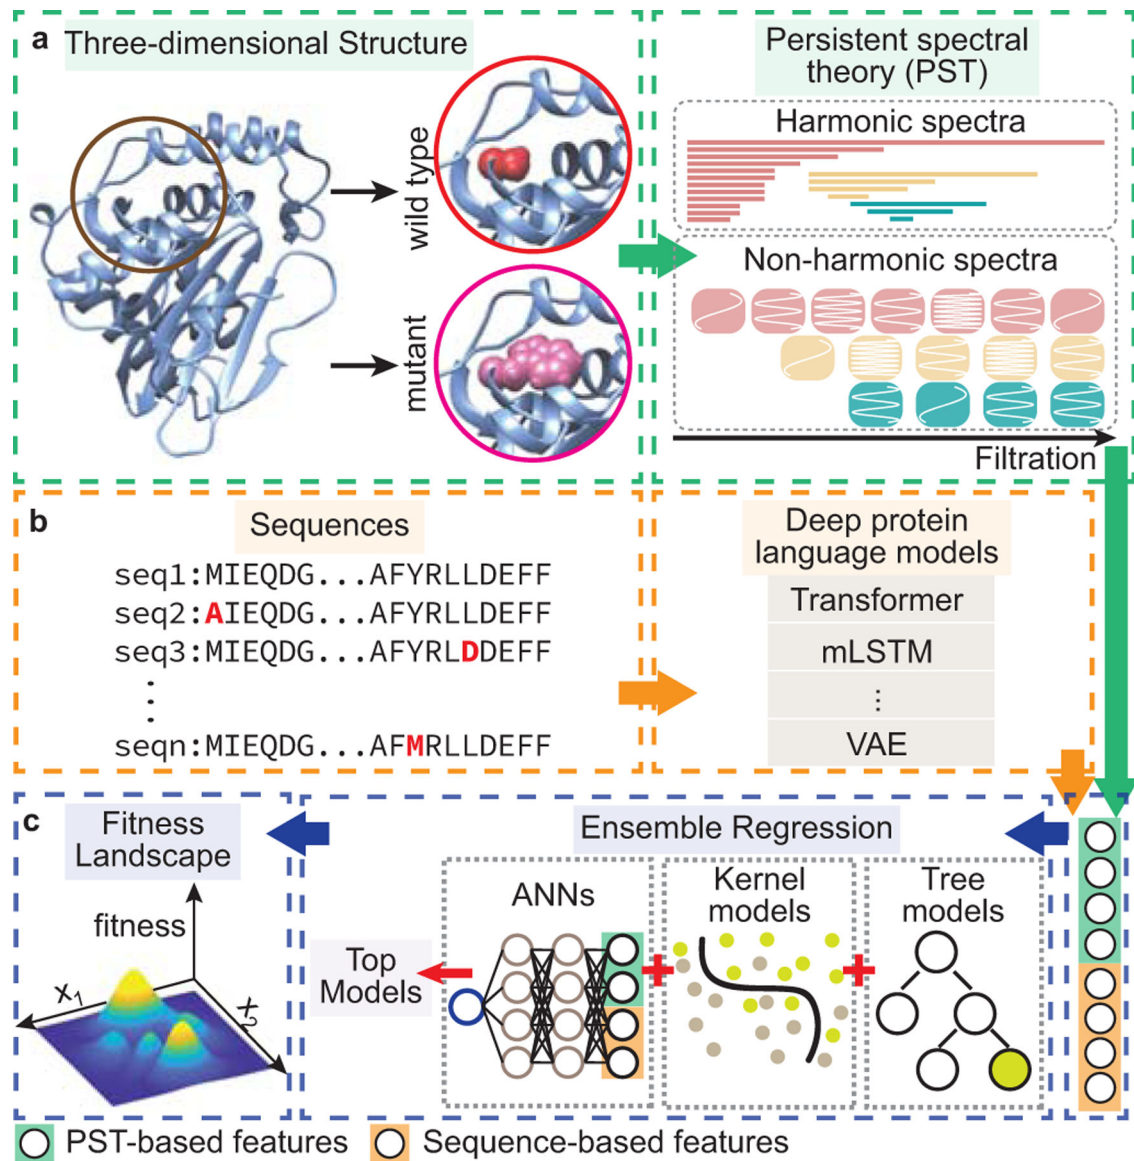 a Three-dimensional Structure
wild type
mutant
Persistent spectral
theory (PST)
Harmonic spectra
Non-harmonic spectra
Filtration
b Sequences
seq1:MIEQDG...AFYRLLDEFF
seq2:AIEQDG...AFYRLLDEFF
seq3:MIEQDG...AFYRLDDEFF
seqn:MIEQDG...AFMRLLDEFF
Deep protein
language models
Transformer
mLSTM
⋮
VAE
c Fitness
Landscape
fitness
x₁
x₂
Ensemble Regression
Top
Models
ANNs
+
Kernel
models
+
Tree
models
PST-based features
Sequence-based features